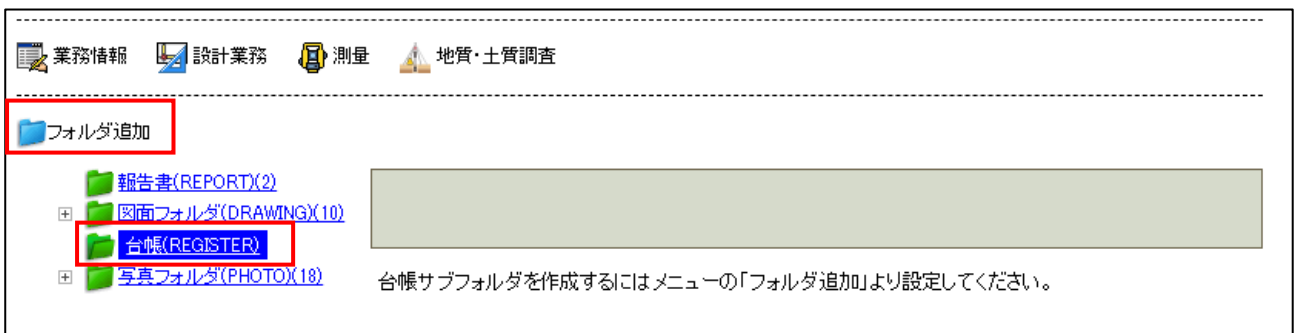 業務情報 設計業務 測量 地質・土質調査
フォルダ追加
報告書(REPORT)(2)
図面フォルダ(DRAWING)(10)
台帳(REGISTER)
写真フォルダ(PHOTO)(18)
台帳サブフォルダを作成するにはメニューの「フォルダ追加」より設定してください。